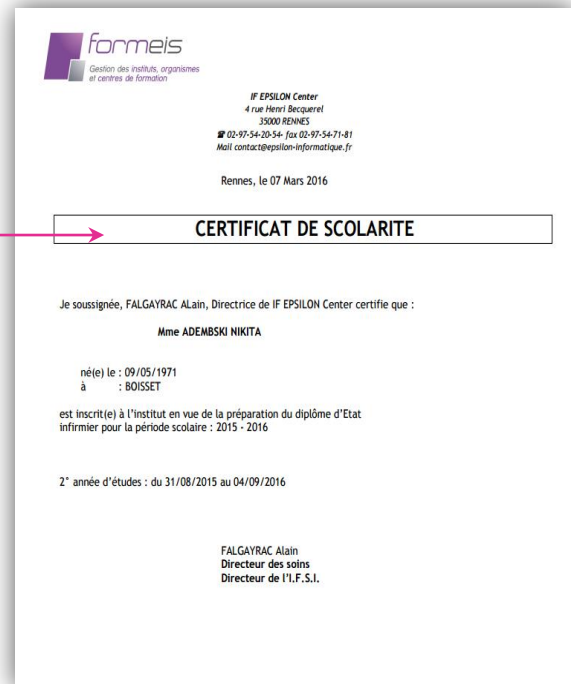 formeis
Gestion des instituts, organismes
et centres de formation
IF EPSILON Center
4 rue Henri Becquerel
35000 RENNES
☎ 02-97-54-20-54- fax 02-97-54-71-81
Mail contact@epsilon-informatique.fr
Rennes, le 07 Mars 2016
CERTIFICAT DE SCOLARITE
Je soussignée, FALGAYRAC ALain, Directrice de IF EPSILON Center certifie que :
Mme ADEMBSKI NIKITA
né(e) le : 09/05/1971
à : BOISSET
est inscrit(e) à l'institut en vue de la préparation du diplôme d'Etat
infirmier pour la période scolaire : 2015 - 2016
2° année d'études : du 31/08/2015 au 04/09/2016
FALGAYRAC Alain
Directeur des soins
Directeur de l'I.F.S.I.